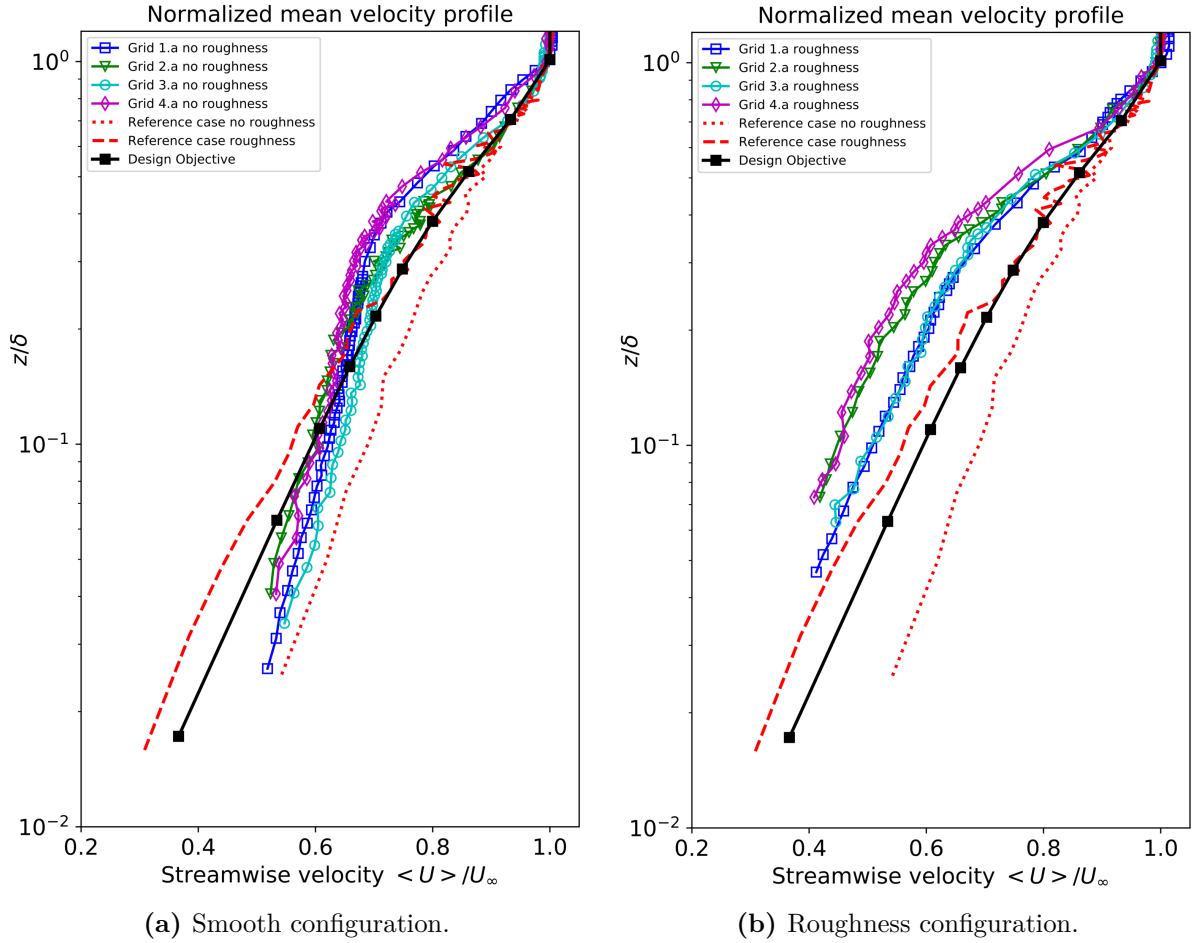 Normalized mean velocity profile
Grid 1.a no roughness
Grid 2.a no roughness
Grid 3.a no roughness
Grid 4.a no roughness
Reference case no roughness
Reference case roughness
Design Objective
10⁰
10⁻¹
10⁻²
z/δ
0.2 0.4 0.6 0.8 1.0
Streamwise velocity <U>/U∞
(a) Smooth configuration.
Normalized mean velocity profile
Grid 1.a roughness
Grid 2.a roughness
Grid 3.a roughness
Grid 4.a roughness
Reference case no roughness
Reference case roughness
Design Objective
10⁰
10⁻¹
10⁻²
z/δ
0.2 0.4 0.6 0.8 1.0
Streamwise velocity <U>/U∞
(b) Roughness configuration.